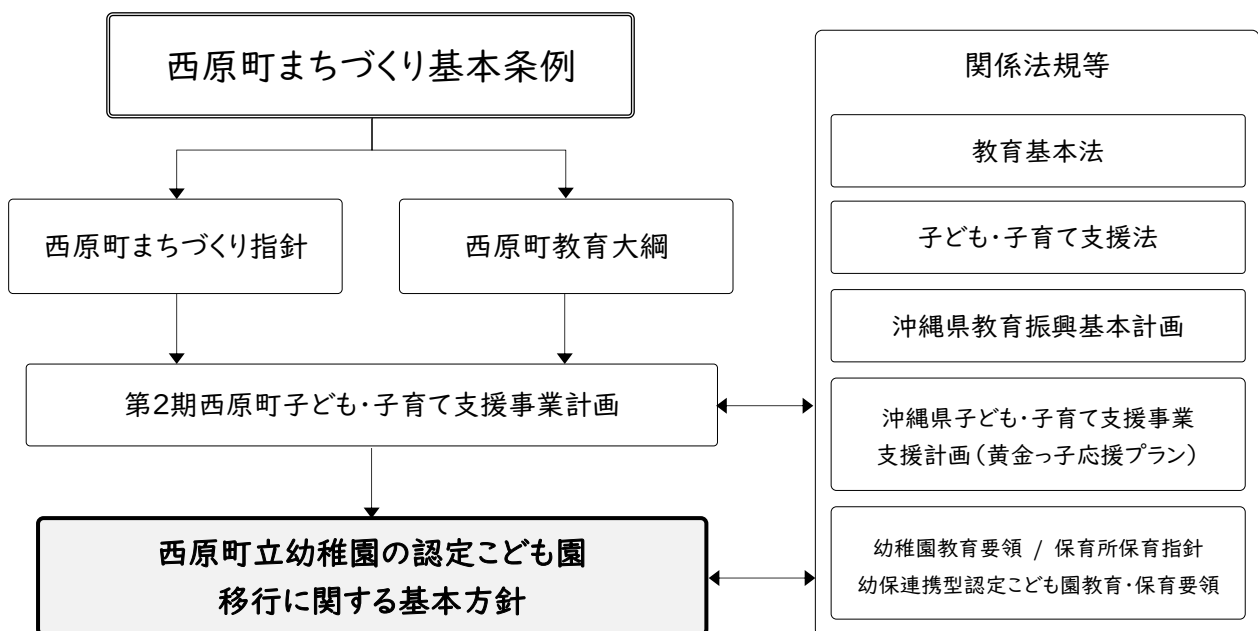 西原町まちづくり基本条例
西原町まちづくり指針
西原町教育大綱
第2期西原町子ども・子育て支援事業計画
西原町立幼稚園の認定こども園
移行に関する基本方針
関係法規等
教育基本法
子ども・子育て支援法
沖縄県教育振興基本計画
沖縄県子ども・子育て支援事業
支援計画(黄金っ子応援プラン)
幼稚園教育要領 / 保育所保育指針
幼保連携型認定こども園教育・保育要領